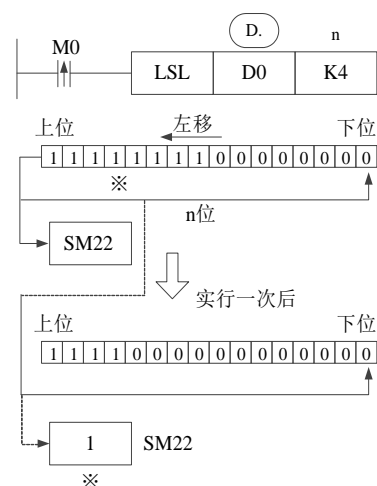 D.
n
M0
LSL D0 K4
上位 左移 下位
1 1 1 1 1 1 1 1 0 0 0 0 0 0 0 0
※
n位
SM22
实行一次后
上位 下位
1 1 1 1 0 0 0 0 0 0 0 0 0 0 0 0
1 SM22
※